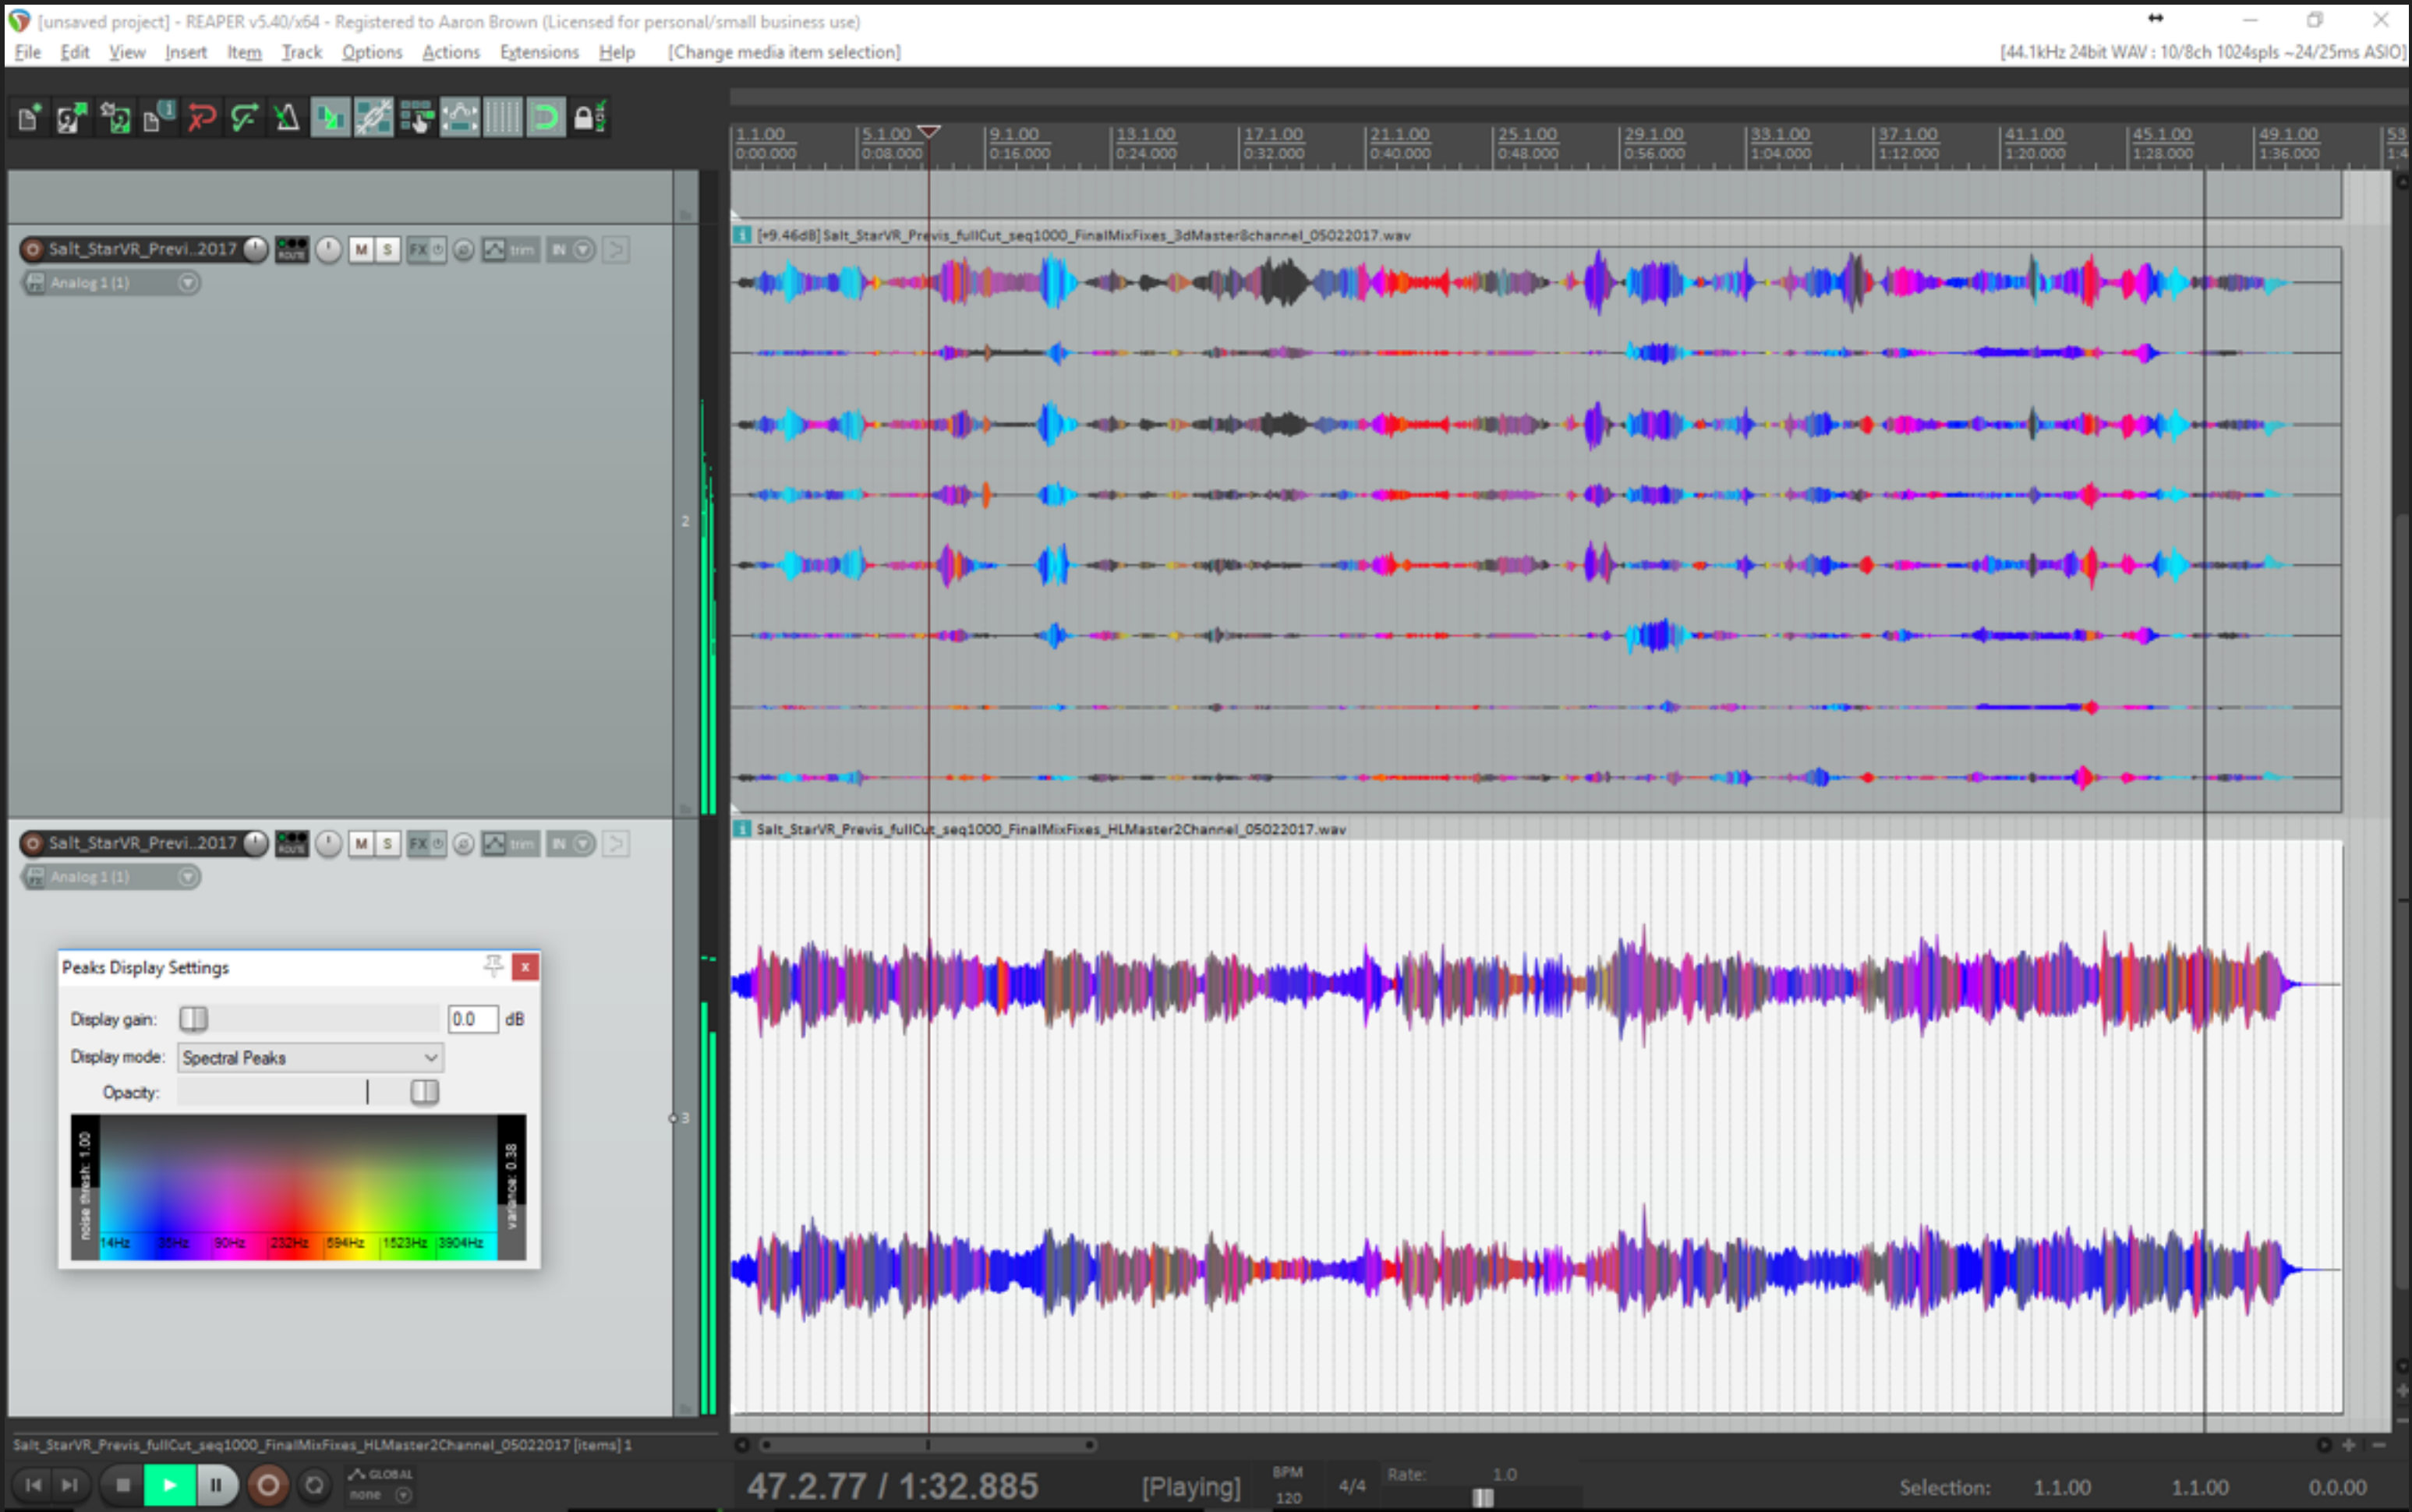 [unsaved project] - REAPER v5.40/x64 - Registered to Aaron Brown (Licensed for personal/small business use)
File Edit View Insert Item Track Options Actions Extensions Help [Change media item selection] [44.1kHz 24bit WAV : 10/8ch 1024spls ~24/25ms ASIO]
1.1.00 5.1.00 9.1.00 13.1.00 17.1.00 21.1.00 25.1.00 29.1.00 33.1.00 37.1.00 41.1.00 45.1.00 49.1.00 53
0:00.000 0:08.000 0:16.000 0:24.000 0:32.000 0:40.000 0:48.000 0:56.000 1:04.000 1:12.000 1:20.000 1:28.000 1:36.000 1:4
[+9.46dB] Salt_StarVR_Previs_fullCut_seq1000_FinalMixFixes_3dMaster8channel_05022017.wav
Salt_StarVR_Previ..2017 ROUTE M S FX trim IN
Analog 1 (1)
2
Salt_StarVR_Previs_fullCut_seq1000_FinalMixFixes_HLMaster2Channel_05022017.wav
Salt_StarVR_Previ..2017 ROUTE M S FX trim IN
Analog 1 (1)
3
Peaks Display Settings x
Display gain: 0.0 dB
Display mode: Spectral Peaks
Opacity:
noise thresh: 1.00
variance: 0.38
14Hz 35Hz 90Hz 232Hz 594Hz 1523Hz 3904Hz
Salt_StarVR_Previs_fullCut_seq1000_FinalMixFixes_HLMaster2Channel_05022017 [items] 1
GLOBAL
none
47.2.77 / 1:32.885 [Playing]
BPM
120
4/4
Rate: 1.0
Selection: 1.1.00 1.1.00 0.0.00